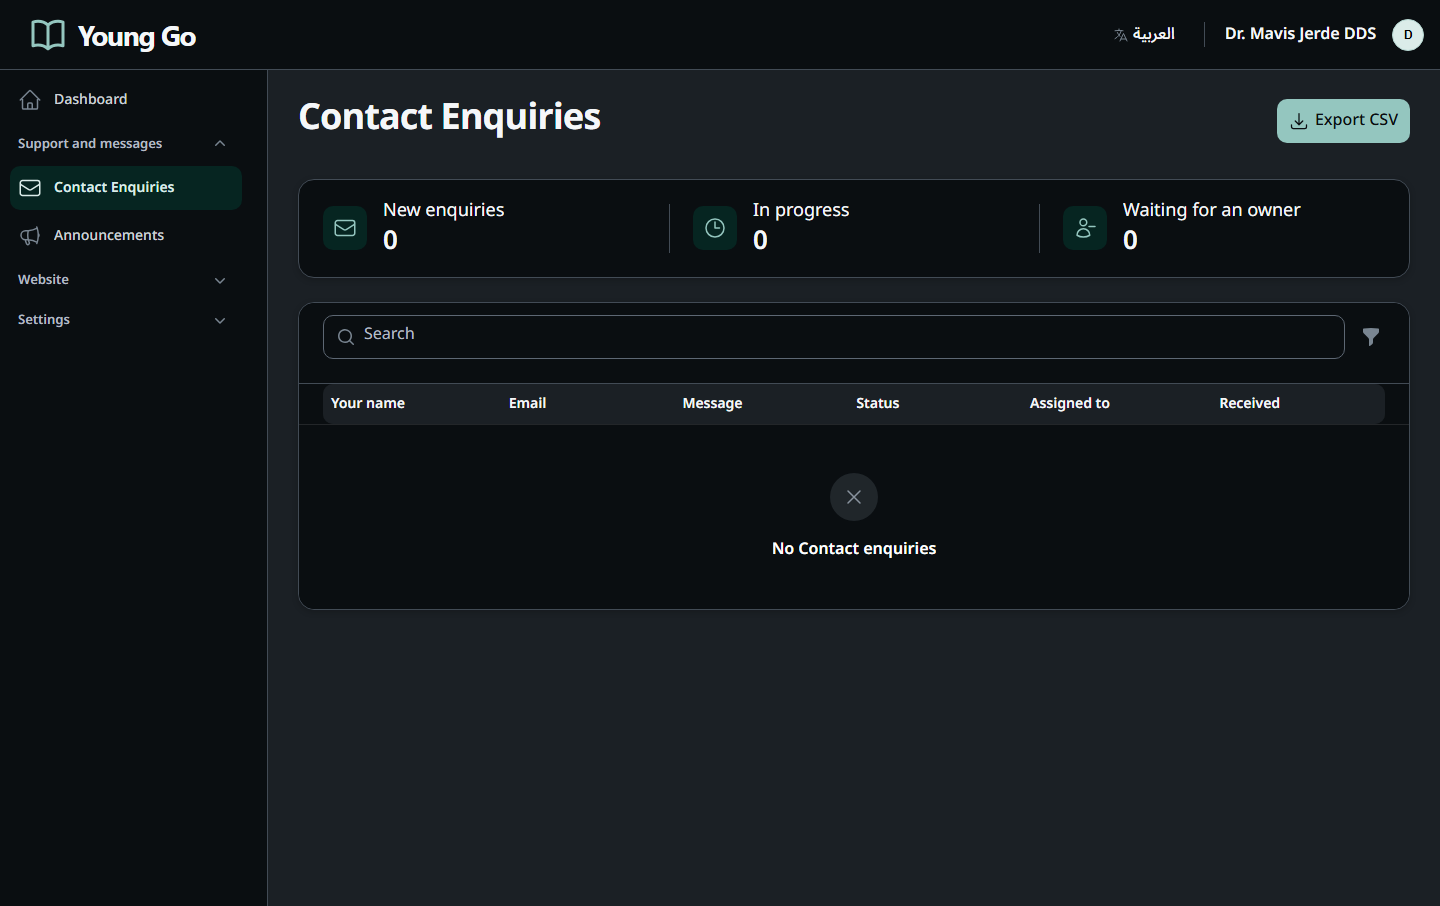 Young Go
العربية
Dr. Mavis Jerde DDS
D
Dashboard
Support and messages
Contact Enquiries
Announcements
Website
Settings
Contact Enquiries
Export CSV
New enquiries
0
In progress
0
Waiting for an owner
0
Search
Your name Email Message Status Assigned to Received
No Contact enquiries